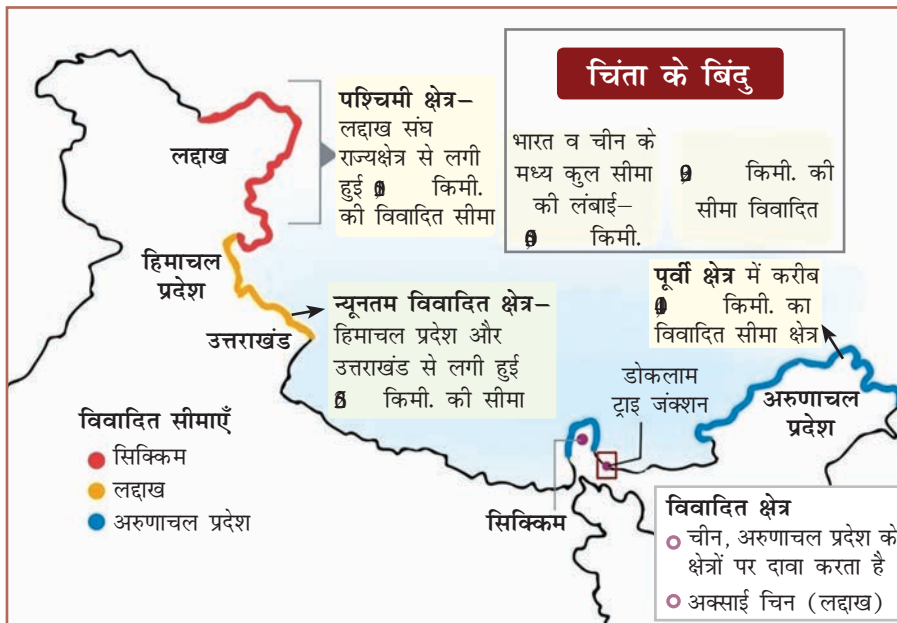 चिंता के बिंदु
भारत व चीन के
मध्य कुल सीमा
की लंबाई–
किमी.
किमी. की
सीमा विवादित
पश्चिमी क्षेत्र–
लद्दाख संघ
राज्यक्षेत्र से लगी
हुई किमी.
की विवादित सीमा
लद्दाख
हिमाचल
प्रदेश
उत्तराखंड
न्यूनतम विवादित क्षेत्र–
हिमाचल प्रदेश और
उत्तराखंड से लगी हुई
किमी. की सीमा
पूर्वी क्षेत्र में करीब
किमी. का
विवादित सीमा क्षेत्र
डोकलाम
ट्राइ जंक्शन
अरुणाचल
प्रदेश
सिक्किम
विवादित सीमाएँ
सिक्किम
लद्दाख
अरुणाचल प्रदेश
विवादित क्षेत्र
चीन, अरुणाचल प्रदेश के
क्षेत्रों पर दावा करता है
अक्साई चिन (लद्दाख)